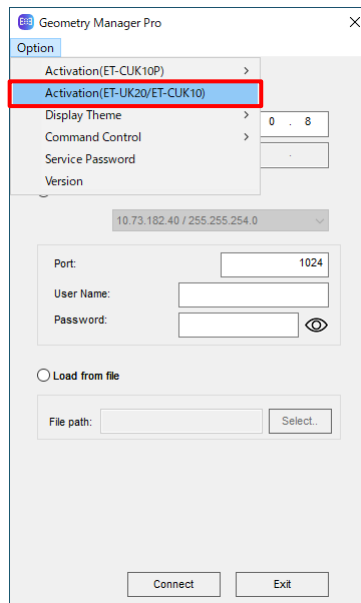 Geometry Manager Pro
Option
Activation(ET-CUK10P)
Activation(ET-UK20/ET-CUK10)
Display Theme
0 . 8
Command Control
Service Password
.
Version
10.73.182.40 / 255.255.254.0
Port: 1024
User Name:
Password:
Load from file
File path: Select..
Connect Exit